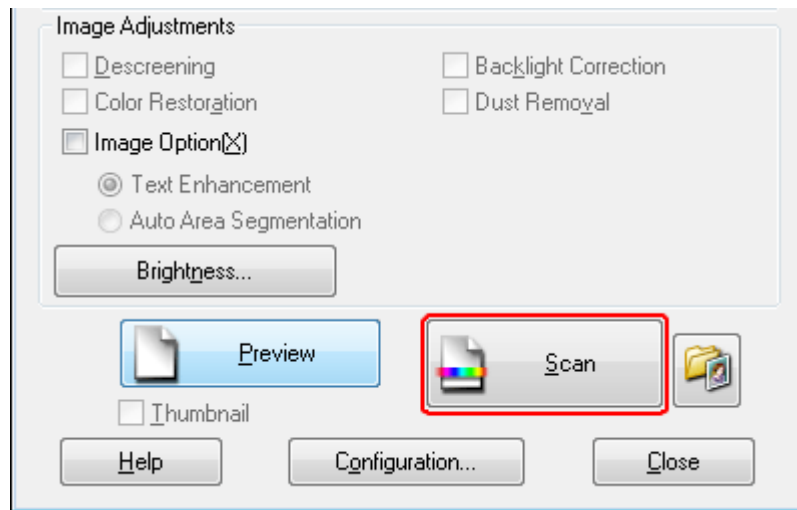 Image Adjustments
Descreening Backlight Correction
Color Restoration Dust Removal
Image Option(X)
Text Enhancement
Auto Area Segmentation
Brightness...
Preview Scan
Thumbnail
Help Configuration... Close